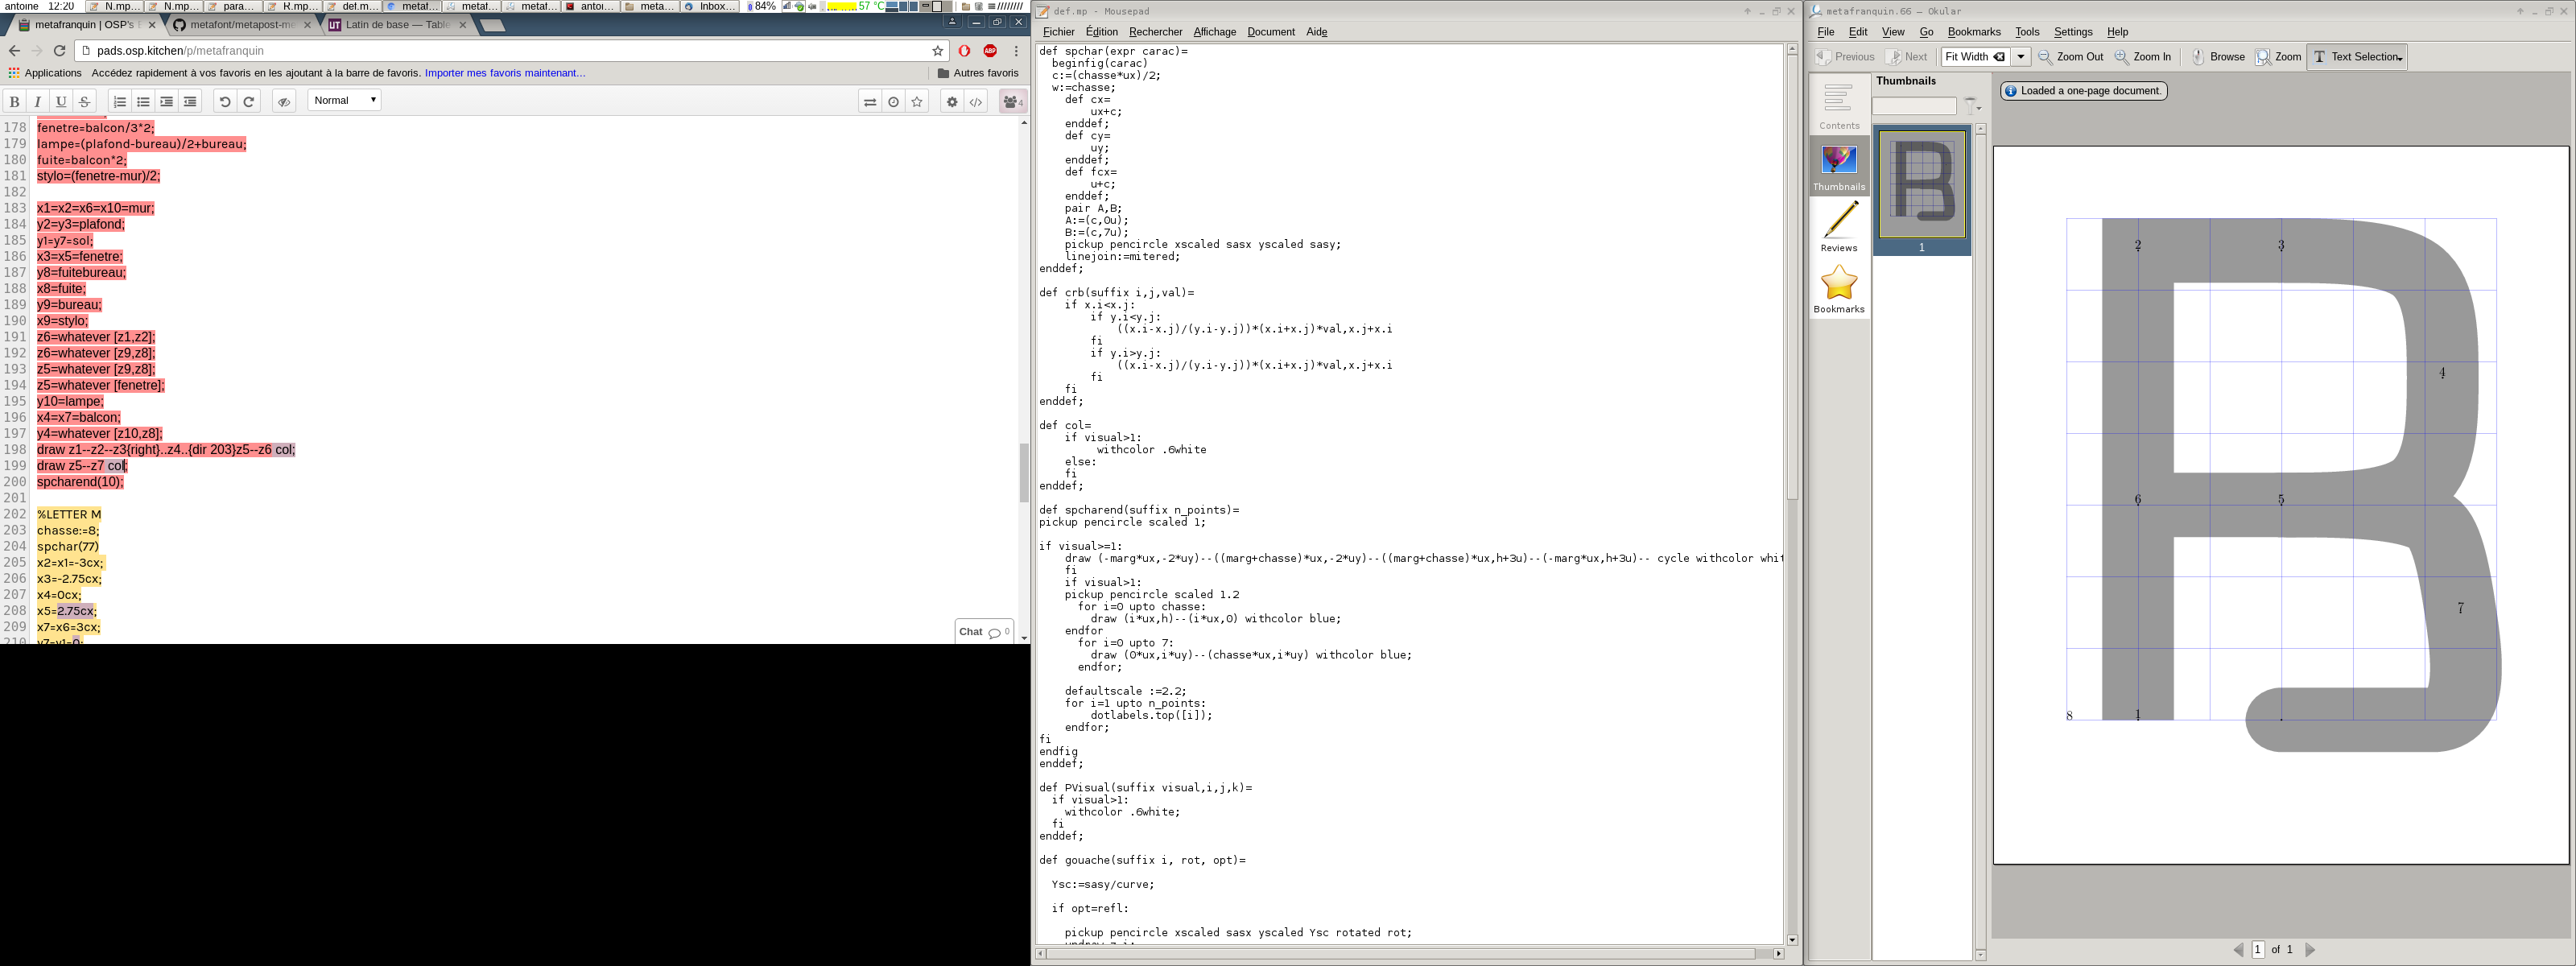 antoine 12:20 N.mp... N.mp... para... R.mp... def.m... metaf... metaf... metaf... antoi... meta... Inbox... 84% 57 °C
metafranquin | OSP's metafont/metapost-me Latin de base — Table
pads.osp.kitchen/p/metafranquin
Applications Accédez rapidement à vos favoris en les ajoutant à la barre de favoris. Importer mes favoris maintenant... Autres favoris
B I U S Normal 4
178 fenetre=balcon/3*2;
179 lampe=(plafond-bureau)/2+bureau;
180 fuite=balcon*2;
181 stylo=(fenetre-mur)/2;
182
183 x1=x2=x6=x10=mur;
184 y2=y3=plafond;
185 y1=y7=sol;
186 x3=x5=fenetre;
187 y8=fuitebureau;
188 x8=fuite;
189 y9=bureau;
190 x9=stylo;
191 z6=whatever [z1,z2];
192 z6=whatever [z9,z8];
193 z5=whatever [z9,z8];
194 z5=whatever [fenetre];
195 y10=lampe;
196 x4=x7=balcon;
197 y4=whatever [z10,z8];
198 draw z1--z2--z3{right}..z4..{dir 203}z5--z6 col;
199 draw z5--z7 col;
200 spcharend(10);
201
202 %LETTER M
203 chasse:=8;
204 spchar(77)
205 x2=x1=-3cx;
206 x3=-2.75cx;
207 x4=0cx;
208 x5=2.75cx;
209 x7=x6=3cx;
210 y7=y1=0;
Chat 0
def.mp - Mousepad
Fichier Édition Rechercher Affichage Document Aide
def spchar(expr carac)=
beginfig(carac)
c:=(chasse*ux)/2;
w:=chasse;
def cx=
ux+c;
enddef;
def cy=
uy;
enddef;
def fcx=
u+c;
enddef;
pair A,B;
A:=(c,0u);
B:=(c,7u);
pickup pencircle xscaled sasx yscaled sasy;
linejoin:=mitered;
enddef;
def crb(suffix i,j,val)=
if x.i<x.j:
if y.i<y.j:
((x.i-x.j)/(y.i-y.j))*(x.i+x.j)*val,x.j+x.i
fi
if y.i>y.j:
((x.i-x.j)/(y.i-y.j))*(x.i+x.j)*val,x.j+x.i
fi
fi
enddef;
def col=
if visual>1:
withcolor .6white
else:
fi
enddef;
def spcharend(suffix n_points)=
pickup pencircle scaled 1;
if visual>=1:
draw (-marg*ux,-2*uy)--((marg+chasse)*ux,-2*uy)--((marg+chasse)*ux,h+3u)--(-marg*ux,h+3u)-- cycle withcolor whit
fi
if visual>1:
pickup pencircle scaled 1.2
for i=0 upto chasse:
draw (i*ux,h)--(i*ux,0) withcolor blue;
endfor
for i=0 upto 7:
draw (0*ux,i*uy)--(chasse*ux,i*uy) withcolor blue;
endfor;
defaultscale :=2.2;
for i=1 upto n_points:
dotlabels.top([i]);
endfor;
fi
endfig
enddef;
def PVisual(suffix visual,i,j,k)=
if visual>1:
withcolor .6white;
fi
enddef;
def gouache(suffix i, rot, opt)=
Ysc:=sasy/curve;
if opt=refl:
pickup pencircle xscaled sasx yscaled Ysc rotated rot;
metafranquin.66 – Okular
File Edit View Go Bookmarks Tools Settings Help
Previous Next Fit Width Zoom Out Zoom In Browse Zoom Text Selection
Contents
Thumbnails
Reviews
Bookmarks
Thumbnails
1
Loaded a one-page document.
2 3
4
6 5
7
8 1
1 of 1